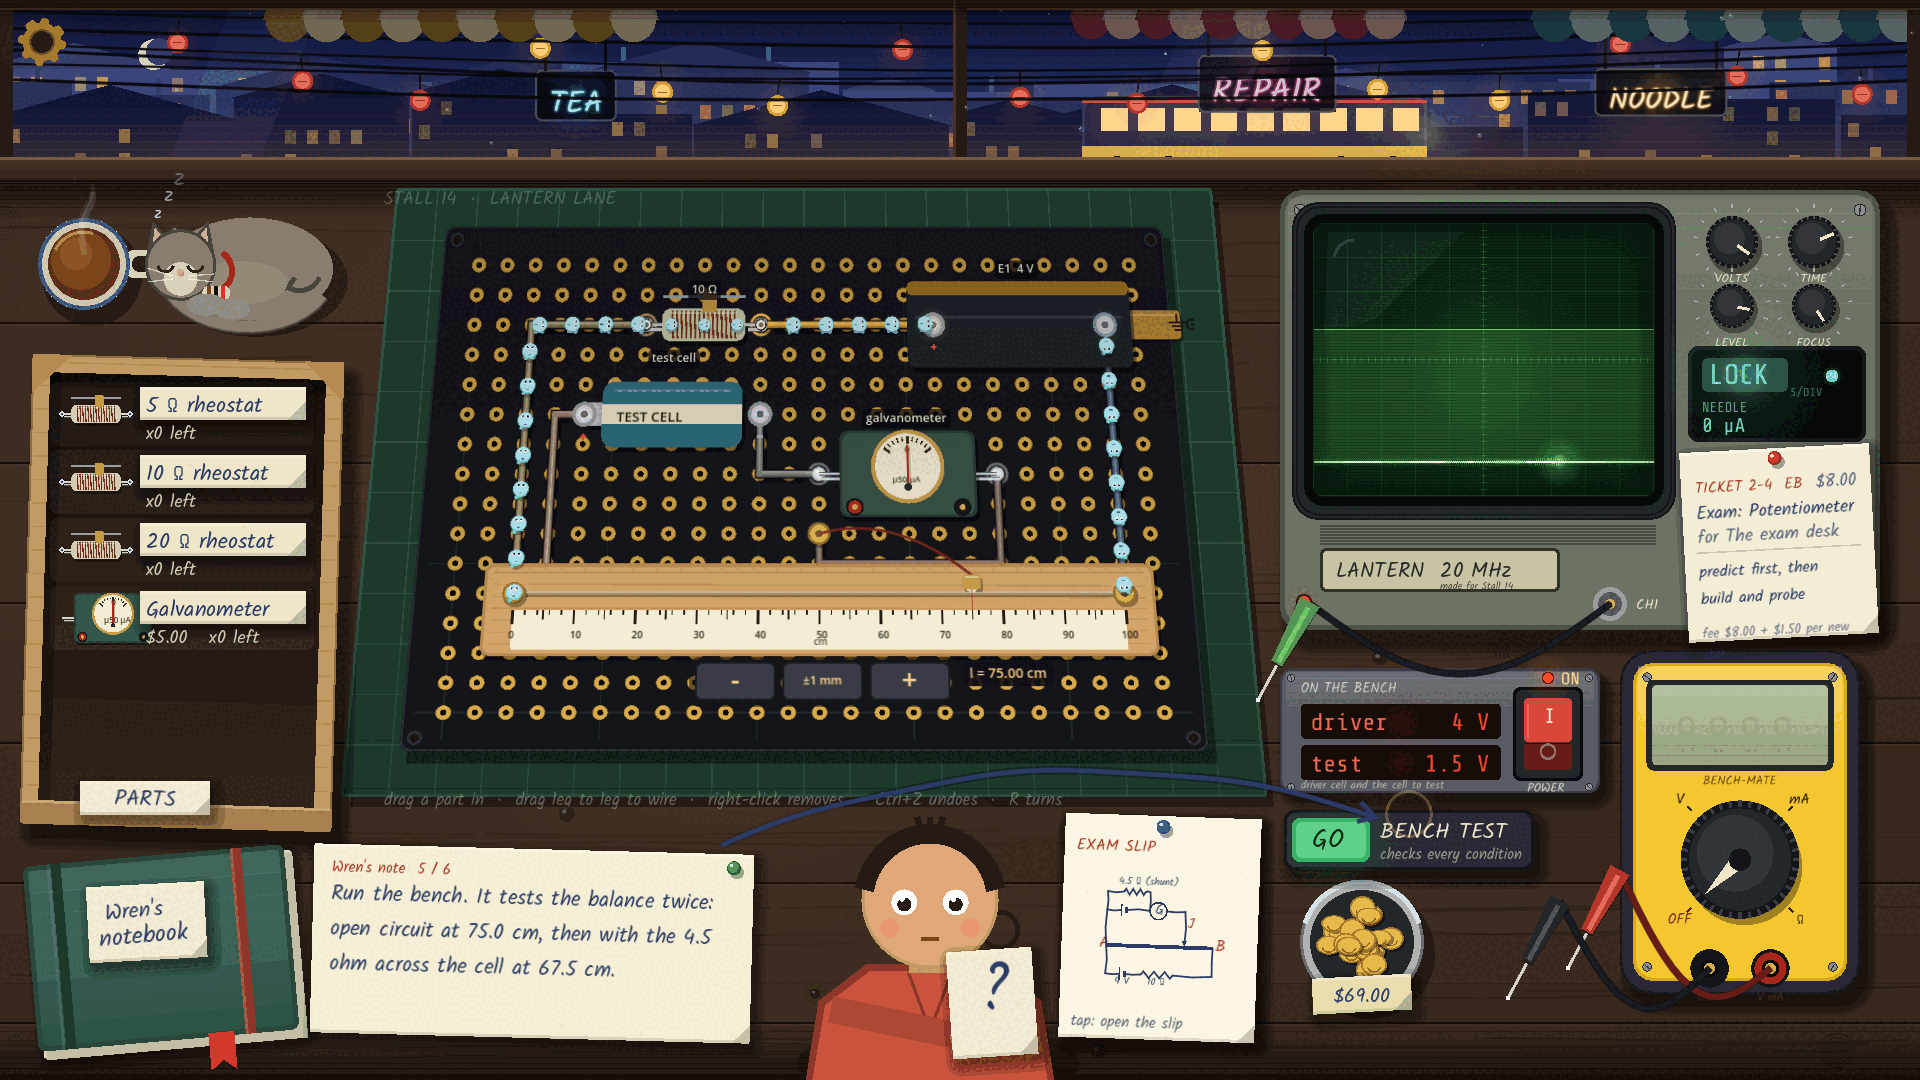 TEA
REPAIR
NOODLE
STALL 14 · LANTERN LANE
z
z
z
E1 4 V
10 Ω
G
test cell
TEST CELL
galvanometer
µ50 µA
0 10 20 30 40 50 60 70 80 90 100
cm
-
±1 mm
+
l = 75.00 cm
drag a part in · drag leg to leg to wire · right-click removes · Ctrl+Z undoes · R turns
5 Ω rheostat
x0 left
10 Ω rheostat
x0 left
20 Ω rheostat
x0 left
Galvanometer
$5.00 x0 left
PARTS
VOLTS
TIME
LEVEL
FOCUS
LOCK
S/DIV
NEEDLE
0 µA
LANTERN 20 MHz
made for Stall 14
CH1
TICKET 2-4 EB $8.00
Exam: Potentiometer
for The exam desk
predict first, then
build and probe
fee $8.00 + $1.50 per new
ON THE BENCH
ON
driver 4 V
test 1.5 V
driver cell and the cell to test
I
POWER
GO
BENCH TEST
checks every condition
BENCH-MATE
V
mA
OFF
Ω
$69.00
Wren's
notebook
Wren's note 5 / 6
Run the bench. It tests the balance twice:
open circuit at 75.0 cm, then with the 4.5
ohm across the cell at 67.5 cm.
?
EXAM SLIP
4.5 Ω (shunt)
G
J
A
B
4 V
10 Ω
tap: open the slip